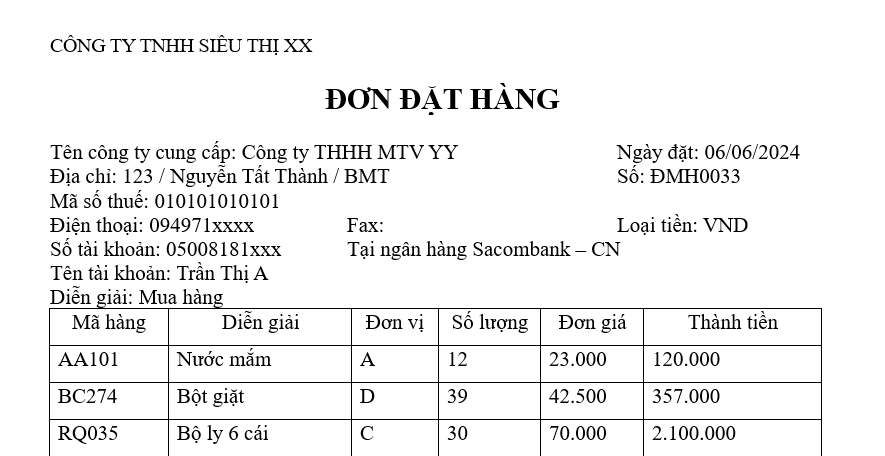 CÔNG TY TNHH SIÊU THỊ XX
ĐƠN ĐẶT HÀNG
Tên công ty cung cấp: Công ty THHH MTV YY Ngày đặt: 06/06/2024
Địa chỉ: 123 / Nguyễn Tất Thành / BMT Số: ĐMH0033
Mã số thuế: 010101010101
Điện thoại: 094971xxxx Fax: Loại tiền: VND
Số tài khoản: 05008181xxx Tại ngân hàng Sacombank – CN
Tên tài khoản: Trần Thị A
Diễn giải: Mua hàng
Mã hàng Diễn giải Đơn vị Số lượng Đơn giá Thành tiền
AA101 Nước mắm A 12 23.000 120.000
BC274 Bột giặt D 39 42.500 357.000
RQ035 Bộ ly 6 cái C 30 70.000 2.100.000